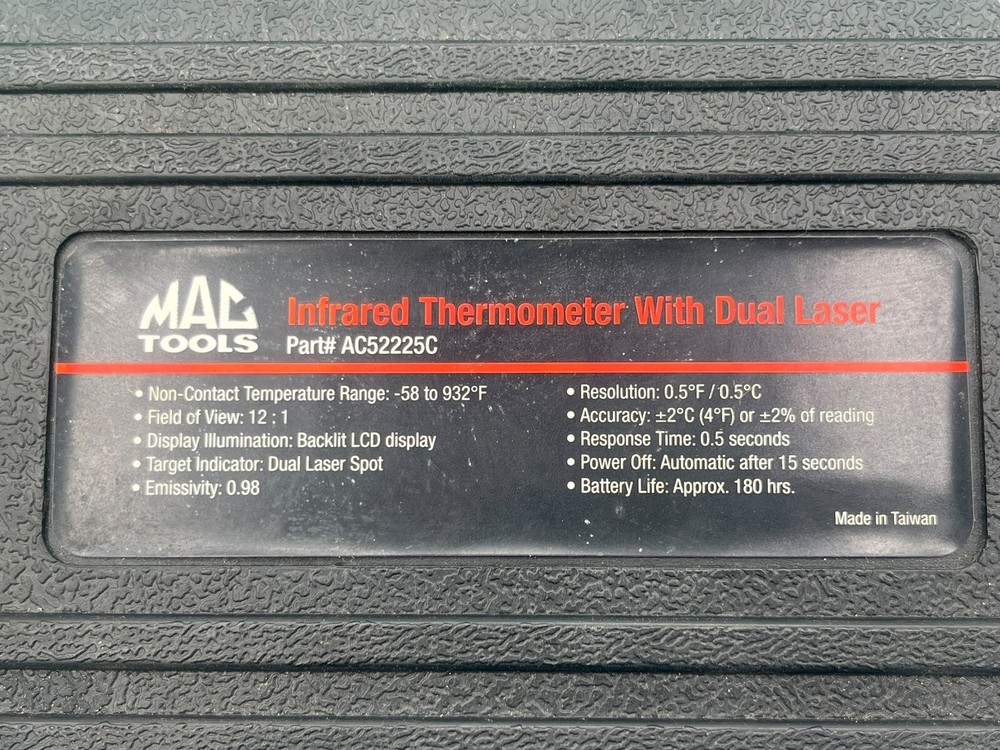 MAC
TOOLS
Infrared Thermometer With Dual Laser
Part# AC52225C
• Non-Contact Temperature Range: -58 to 932°F
• Field of View: 12 : 1
• Display Illumination: Backlit LCD display
• Target Indicator: Dual Laser Spot
• Emissivity: 0.98
• Resolution: 0.5°F / 0.5°C
• Accuracy: ±2°C (4°F) or ±2% of reading
• Response Time: 0.5 seconds
• Power Off: Automatic after 15 seconds
• Battery Life: Approx. 180 hrs.
Made in Taiwan